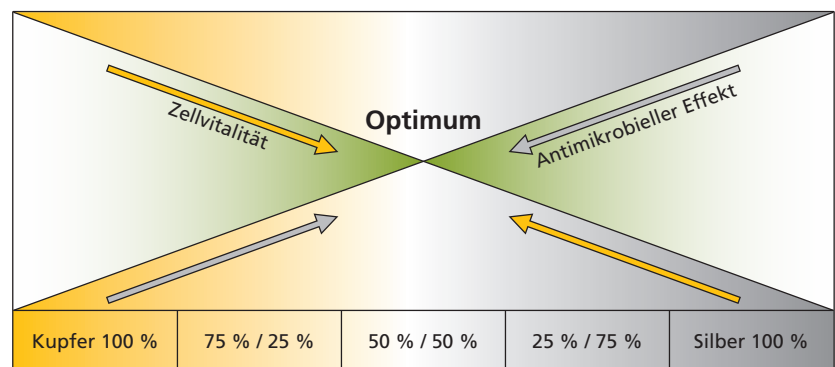 Zellvitalität
Optimum
Antimikrobieller Effekt
Kupfer 100 %
75 % / 25 %
50 % / 50 %
25 % / 75 %
Silber 100 %